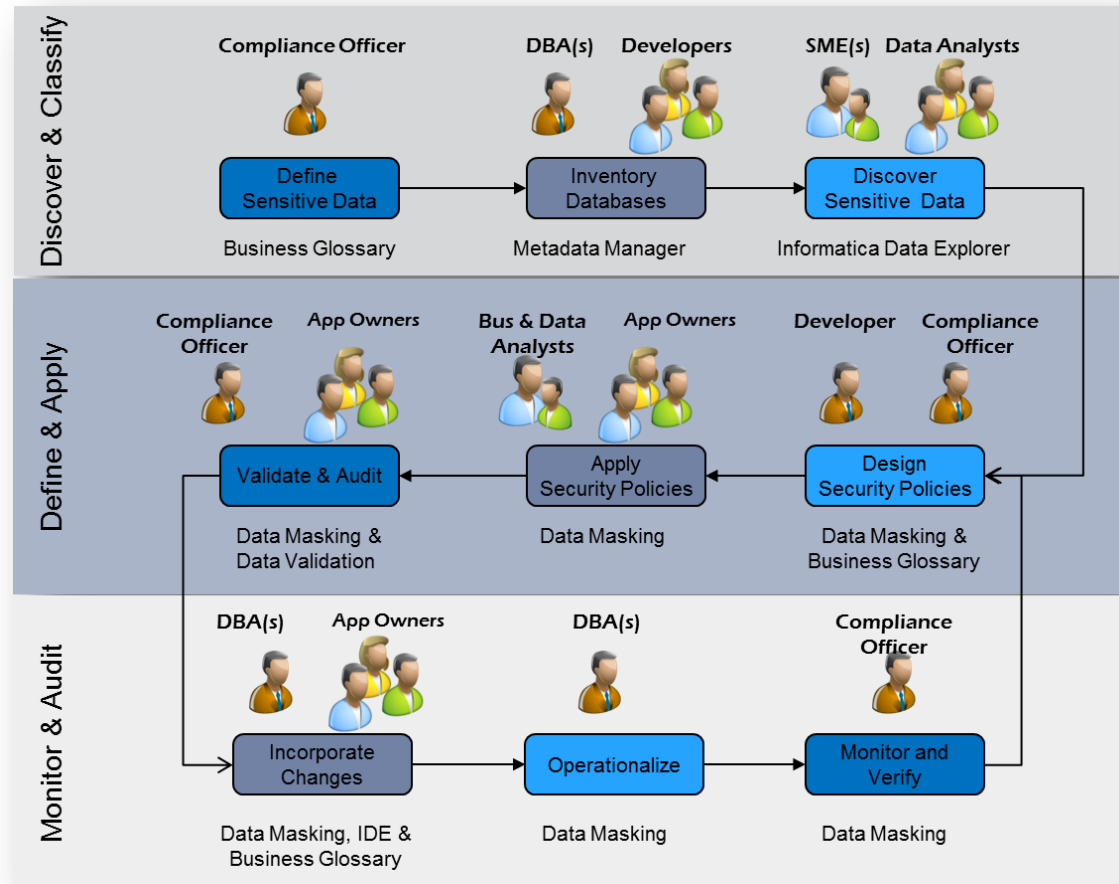 Discover & Classify
Compliance Officer
DBA(s)
Developers
SME(s)
Data Analysts
Define
Sensitive Data
Inventory
Databases
Discover
Sensitive Data
Business Glossary
Metadata Manager
Informatica Data Explorer
Define & Apply
Compliance
Officer
App Owners
Bus & Data
Analysts
App Owners
Developer
Compliance
Officer
Validate & Audit
Apply
Security Policies
Design
Security Policies
Data Masking &
Data Validation
Data Masking
Data Masking &
Business Glossary
Monitor & Audit
DBA(s)
App Owners
DBA(s)
Compliance
Officer
Incorporate
Changes
Operationalize
Monitor and
Verify
Data Masking, IDE &
Business Glossary
Data Masking
Data Masking